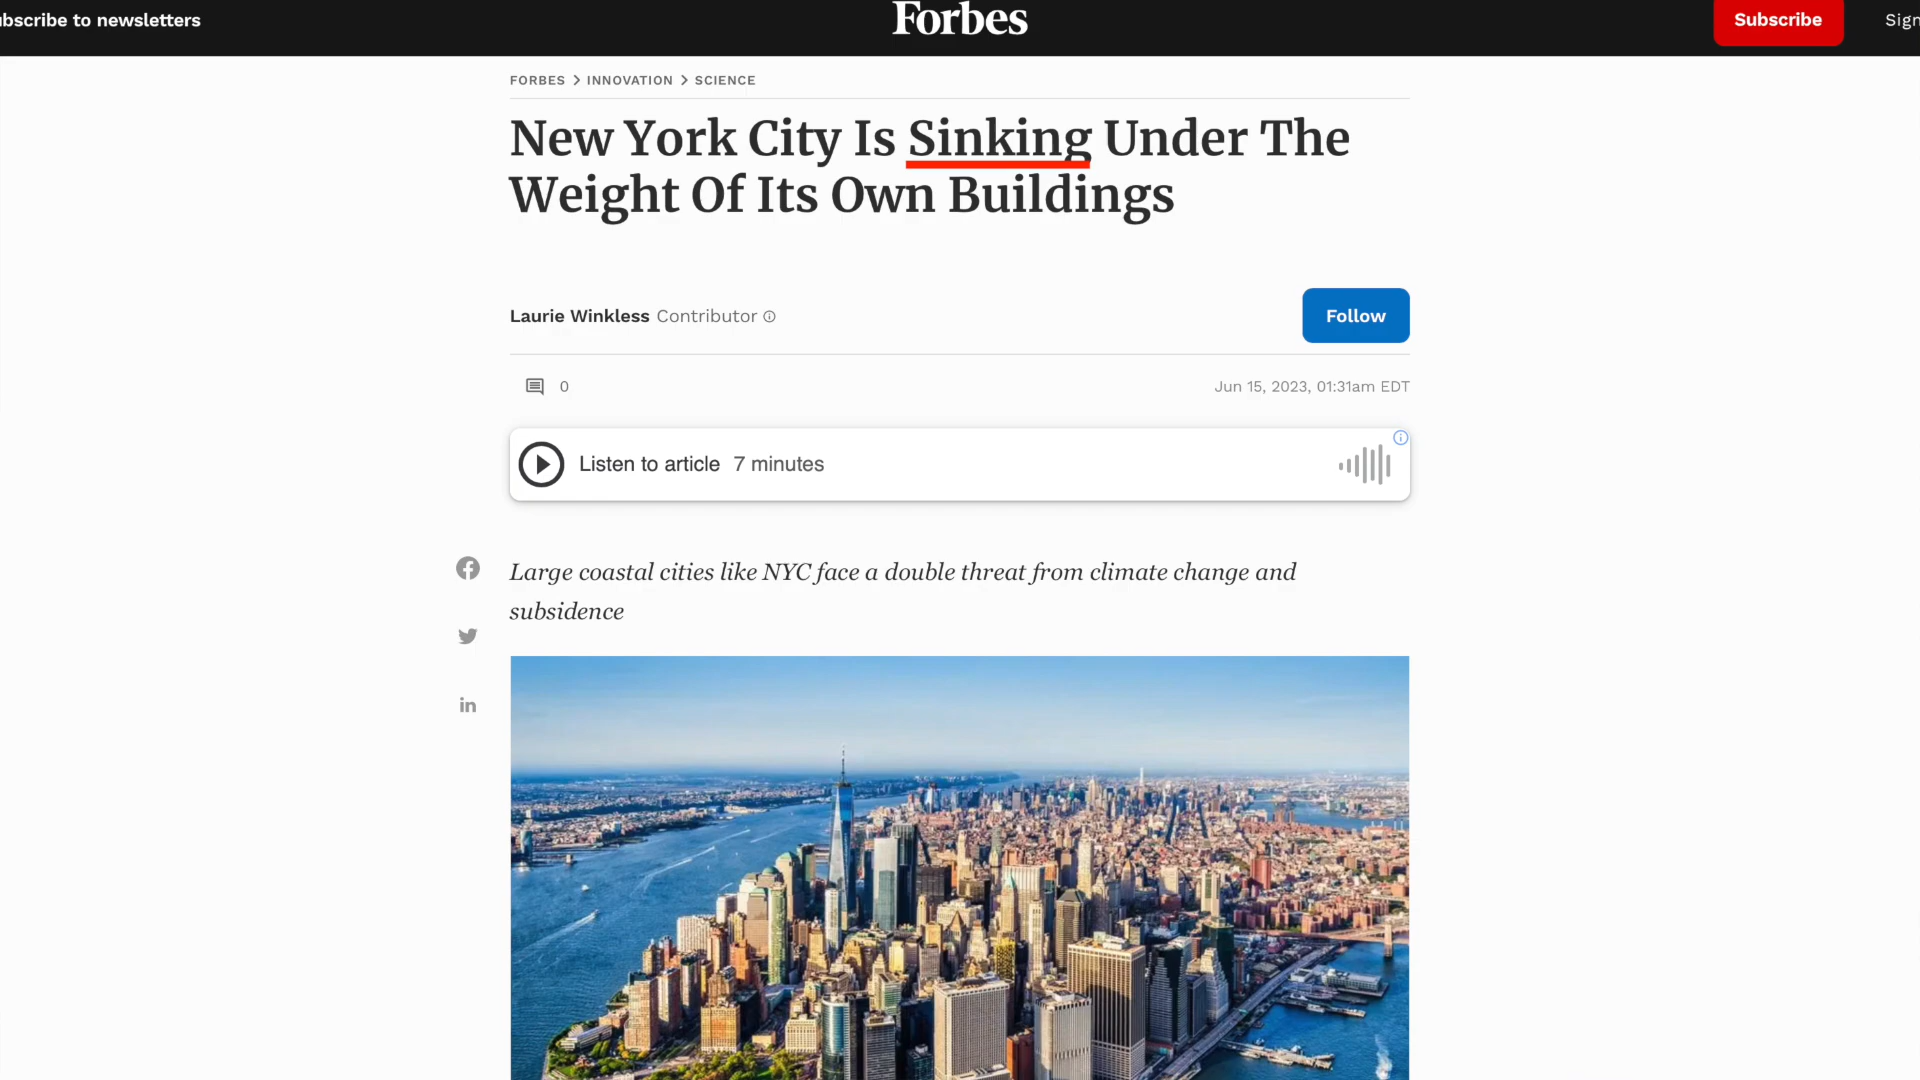 bscribe to newsletters
Forbes
Subscribe
Sign
FORBES > INNOVATION > SCIENCE
New York City Is Sinking Under The
Weight Of Its Own Buildings
Laurie Winkless Contributor
Follow
0
Jun 15, 2023, 01:31am EDT
Listen to article 7 minutes
Large coastal cities like NYC face a double threat from climate change and
subsidence